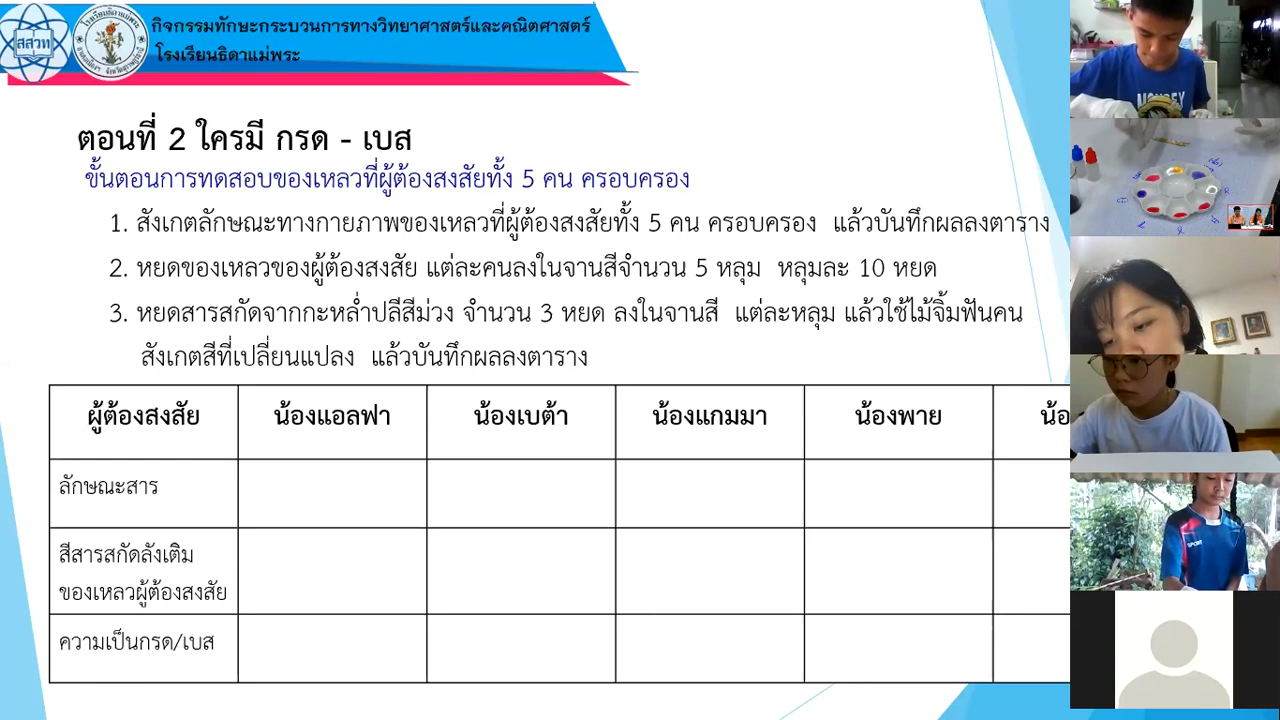 สสวท
กิจกรรมทักษะกระบวนการทางวิทยาศาสตร์และคณิตศาสตร์
โรงเรียนธิดาแม่พระ
ตอนที่ 2 ใครมี กรด - เบส
ขั้นตอนการทดสอบของเหลวที่ผู้ต้องสงสัยทั้ง 5 คน ครอบครอง
1. สังเกตลักษณะทางกายภาพของเหลวที่ผู้ต้องสงสัยทั้ง 5 คน ครอบครอง แล้วบันทึกผลลงตาราง
2. หยดของเหลวของผู้ต้องสงสัย แต่ละคนลงในจานสีจำนวน 5 หลุม หลุมละ 10 หยด
3. หยดสารสกัดจากกะหล่ำปลีสีม่วง จำนวน 3 หยด ลงในจานสี แต่ละหลุม แล้วใช้ไม้จิ้มฟันคน
สังเกตสีที่เปลี่ยนแปลง แล้วบันทึกผลลงตาราง
ผู้ต้องสงสัย น้องแอลฟา น้องเบต้า น้องแกมมา น้องพาย น้อ
ลักษณะสาร
สีสารสกัดลังเติม
ของเหลวผู้ต้องสงสัย
ความเป็นกรด/เบส